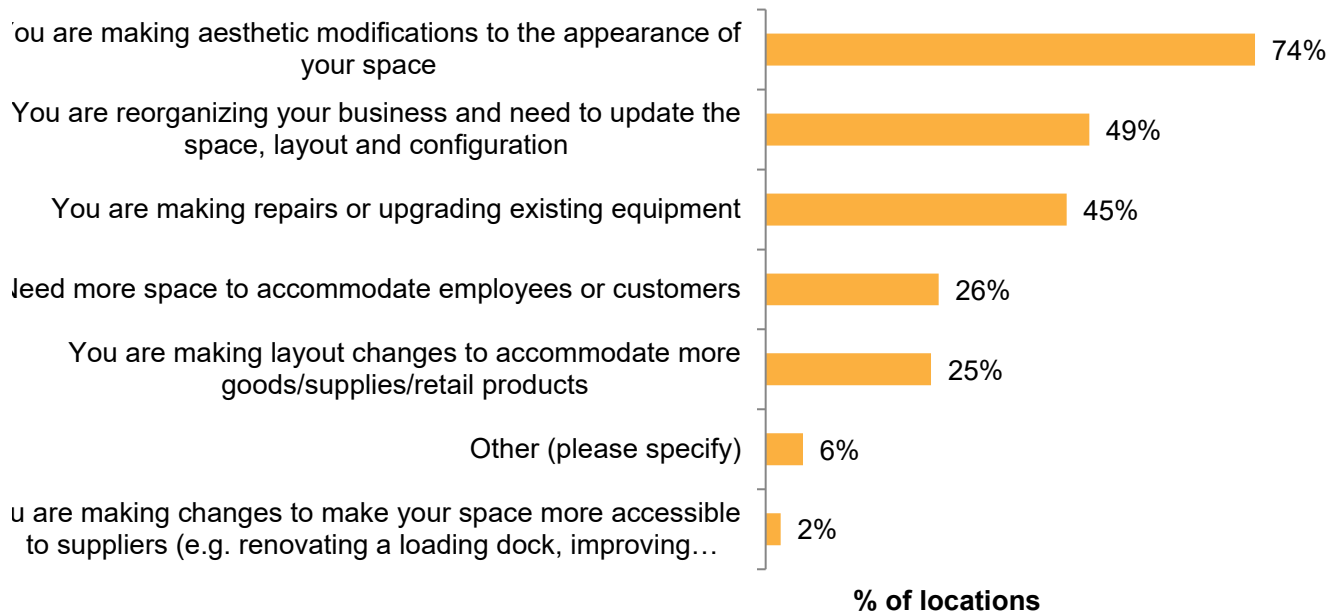 ou are making aesthetic modifications to the appearance of
your space
74%
You are reorganizing your business and need to update the
space, layout and configuration
49%
You are making repairs or upgrading existing equipment
45%
eed more space to accommodate employees or customers
26%
You are making layout changes to accommodate more
goods/supplies/retail products
25%
Other (please specify)
6%
u are making changes to make your space more accessible
to suppliers (e.g. renovating a loading dock, improving…
2%
% of locations